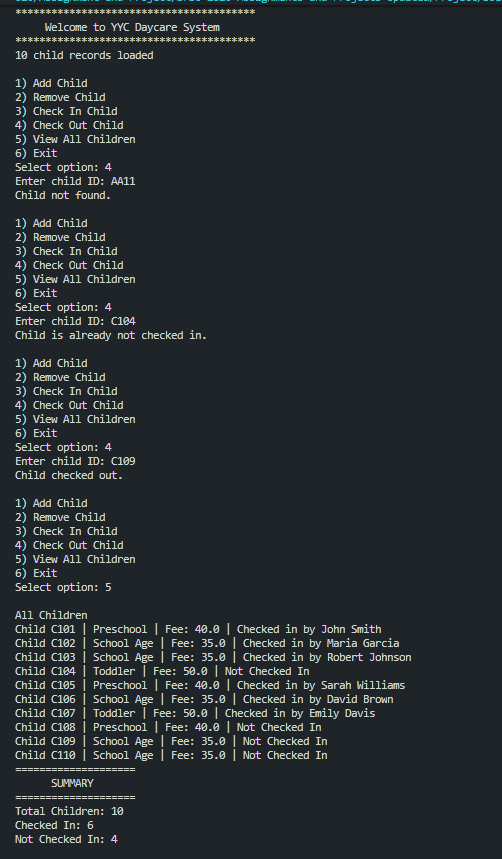 ****************************************
Welcome to YYC Daycare System
****************************************
10 child records loaded
1) Add Child
2) Remove Child
3) Check In Child
4) Check Out Child
5) View All Children
6) Exit
Select option: 4
Enter child ID: AA11
Child not found.
1) Add Child
2) Remove Child
3) Check In Child
4) Check Out Child
5) View All Children
6) Exit
Select option: 4
Enter child ID: C104
Child is already not checked in.
1) Add Child
2) Remove Child
3) Check In Child
4) Check Out Child
5) View All Children
6) Exit
Select option: 4
Enter child ID: C109
Child checked out.
1) Add Child
2) Remove Child
3) Check In Child
4) Check Out Child
5) View All Children
6) Exit
Select option: 5
All Children
Child C101 | Preschool | Fee: 40.0 | Checked in by John Smith
Child C102 | School Age | Fee: 35.0 | Checked in by Maria Garcia
Child C103 | School Age | Fee: 35.0 | Checked in by Robert Johnson
Child C104 | Toddler | Fee: 50.0 | Not Checked In
Child C105 | Preschool | Fee: 40.0 | Checked in by Sarah Williams
Child C106 | School Age | Fee: 35.0 | Checked in by David Brown
Child C107 | Toddler | Fee: 50.0 | Checked in by Emily Davis
Child C108 | Preschool | Fee: 40.0 | Not Checked In
Child C109 | School Age | Fee: 35.0 | Not Checked In
Child C110 | School Age | Fee: 35.0 | Not Checked In
====================
SUMMARY
====================
Total Children: 10
Checked In: 6
Not Checked In: 4